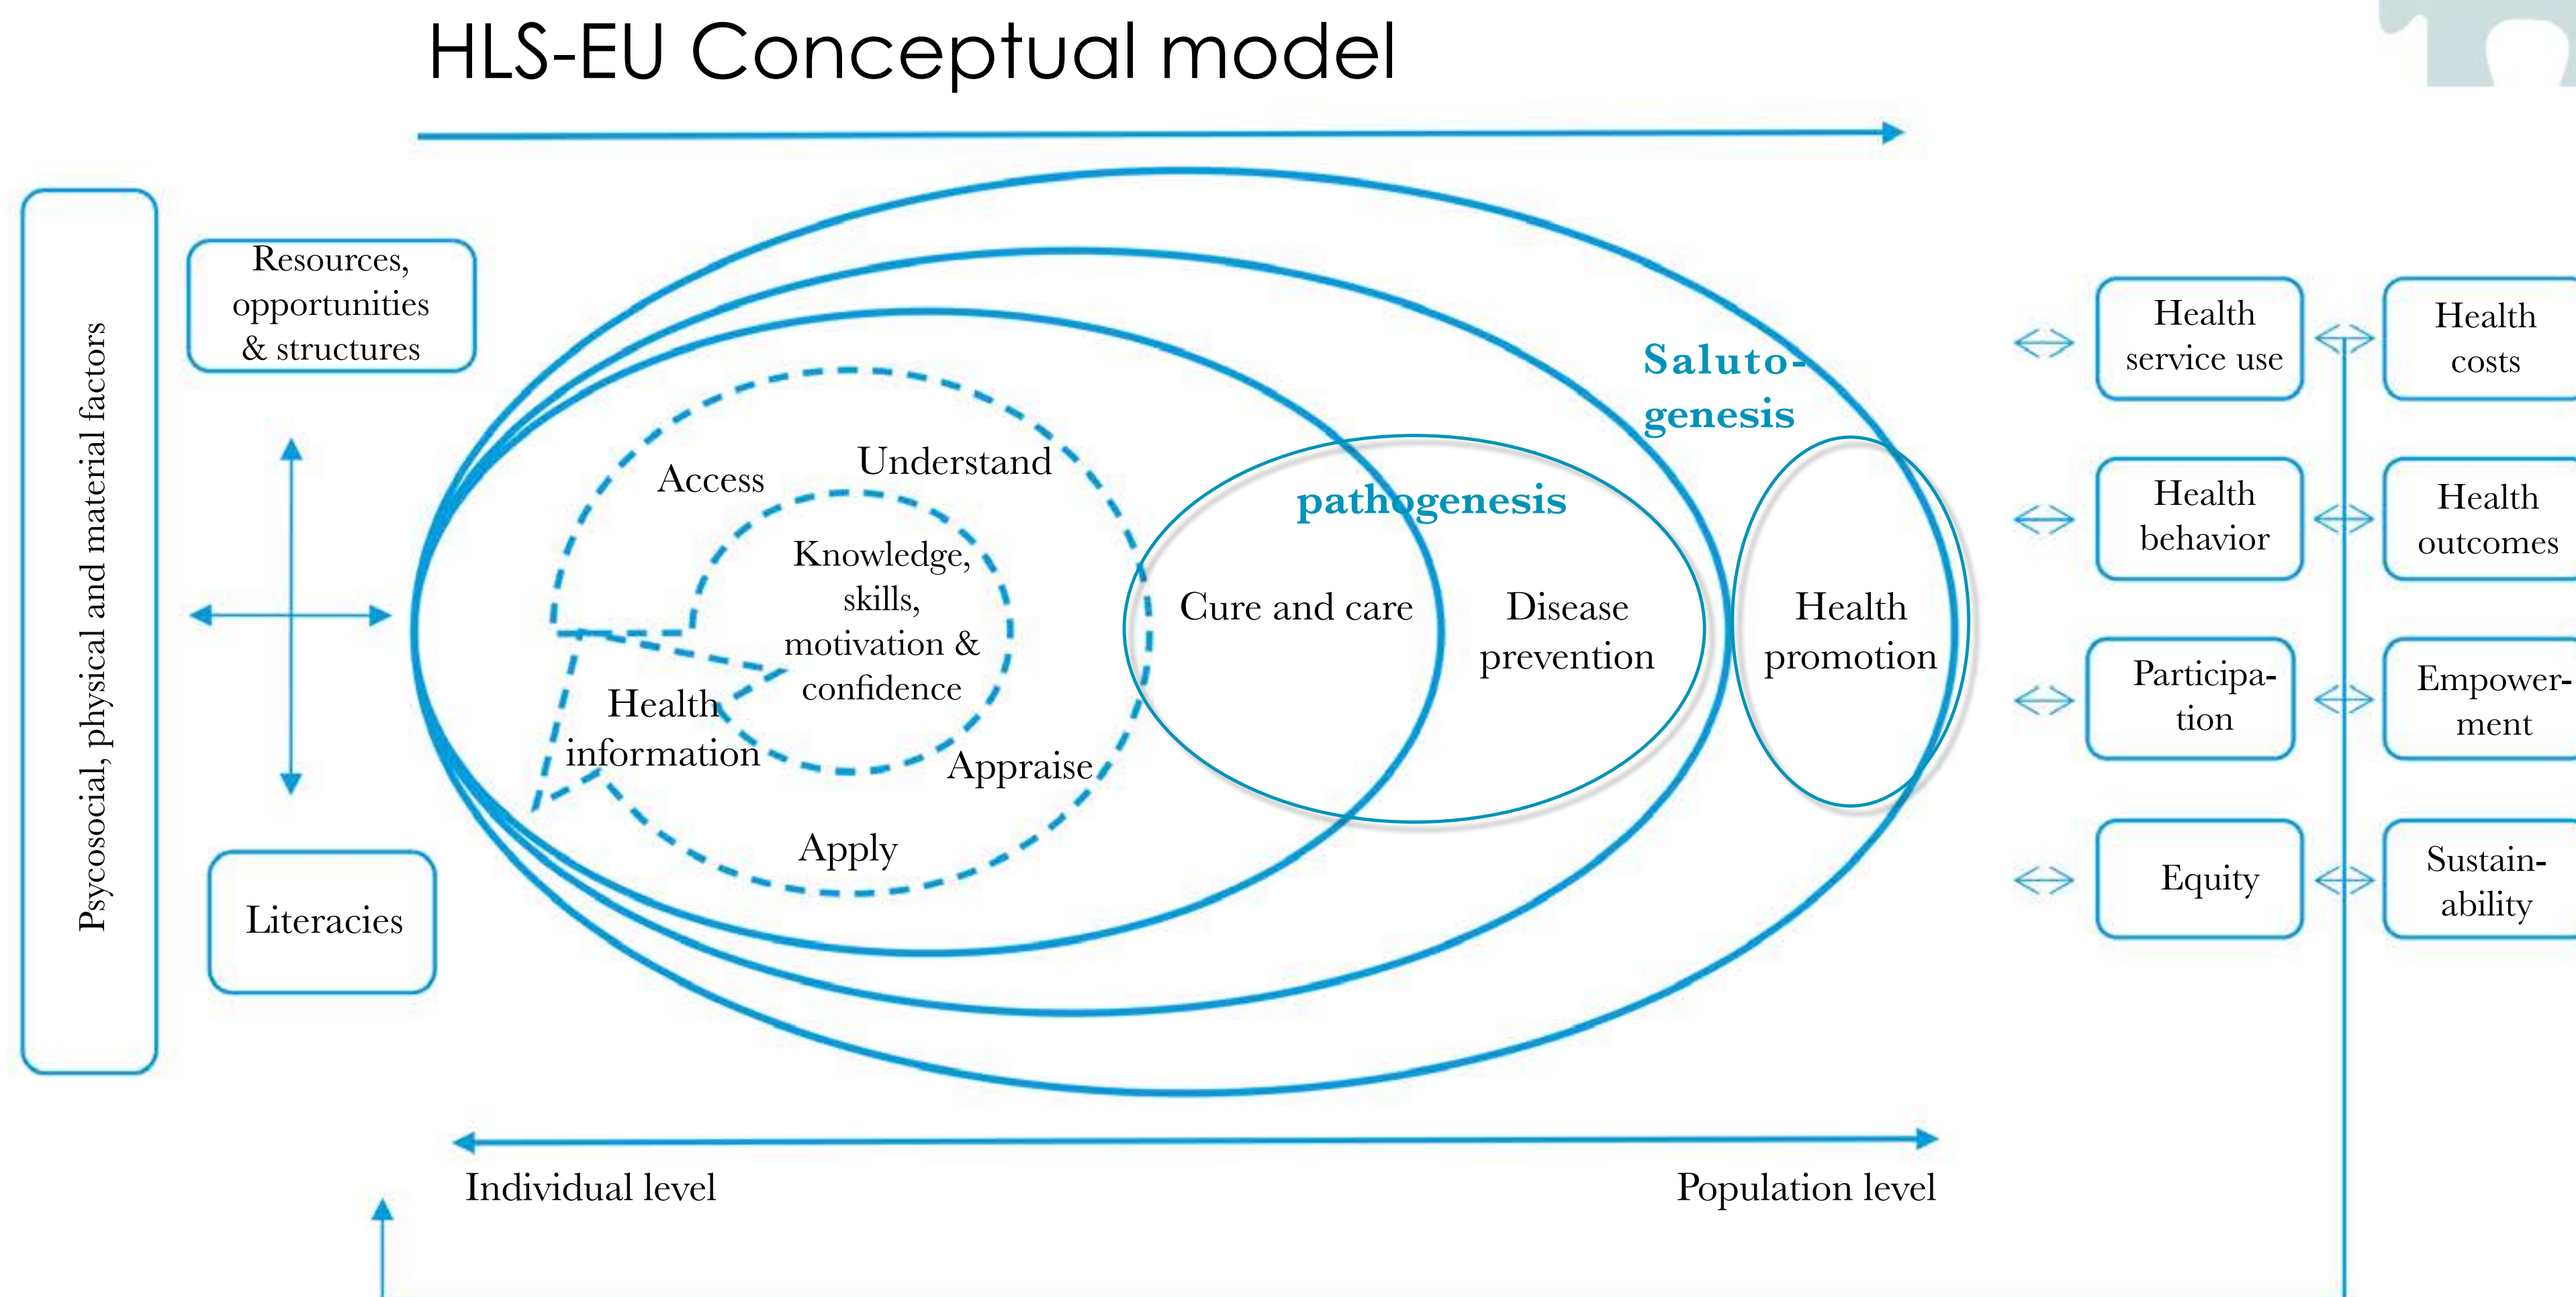 HLS-EU Conceptual model
Psycosocial, physical and material factors
Resources,
opportunities
& structures
Literacies
Access
Understand
Knowledge,
skills,
motivation &
confidence
Health
information
Appraise
Apply
pathogenesis
Cure and care
Disease
prevention
Saluto-
genesis
Health
promotion
Health
service use
Health
costs
Health
behavior
Health
outcomes
Participa-
tion
Empower-
ment
Equity
Sustain-
ability
Individual level
Population level